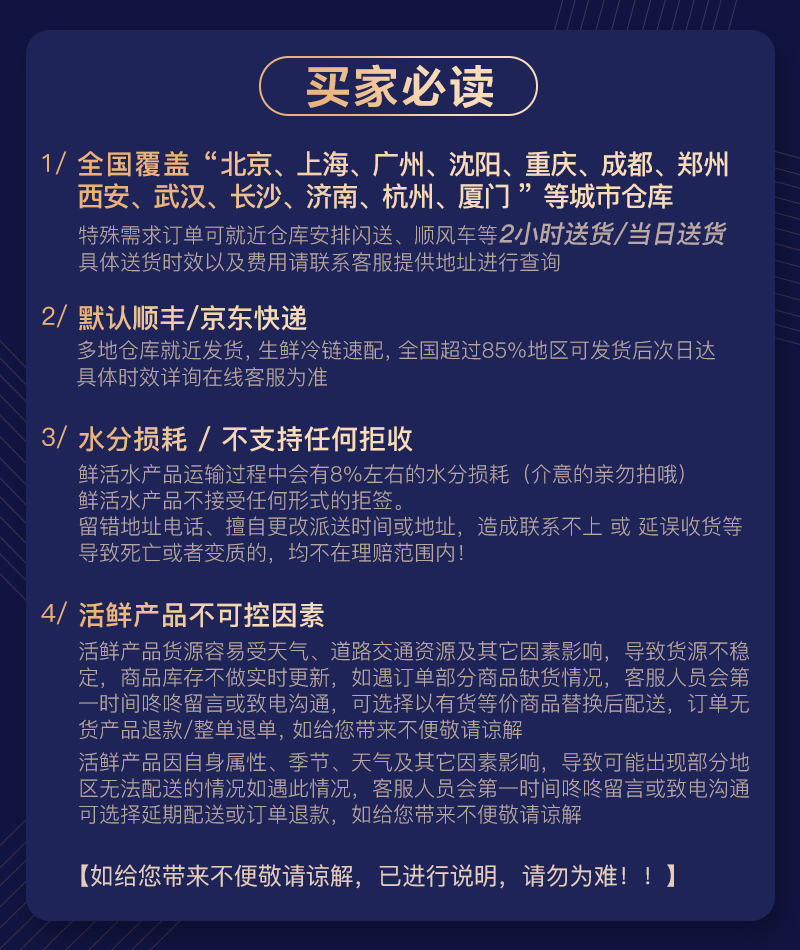 买家必读
1/ 全国覆盖“北京、上海、广州、沈阳、重庆、成都、郑州
西安、武汉、长沙、济南、杭州、厦门”等城市仓库
特殊需求订单可就近仓库安排闪送、顺风车等2小时送货/当日送货
具体送货时效以及费用请联系客服提供地址进行查询
2/ 默认顺丰/京东快递
多地仓库就近发货, 生鲜冷链速配, 全国超过85%地区可发货后次日达
具体时效详询在线客服为准
3/ 水分损耗 / 不支持任何拒收
鲜活水产品运输过程中会有8%左右的水分损耗（介意的亲勿拍哦）
鲜活水产品不接受任何形式的拒签。
留错地址电话、擅自更改派送时间或地址，造成联系不上 或 延误收货等
导致死亡或者变质的，均不在理赔范围内！
4/ 活鲜产品不可控因素
活鲜产品货源容易受天气、道路交通资源及其它因素影响，导致货源不稳
定，商品库存不做实时更新，如遇订单部分商品缺货情况，客服人员会第
一时间咚咚留言或致电沟通，可选择以有货等价商品替换后配送，订单无
货产品退款/整单退单, 如给您带来不便敬请谅解
活鲜产品因自身属性、季节、天气及其它因素影响，导致可能出现部分地
区无法配送的情况如遇此情况，客服人员会第一时间咚咚留言或致电沟通
可选择延期配送或订单退款，如给您带来不便敬请谅解
【如给您带来不便敬请谅解，已进行说明，请勿为难！！】